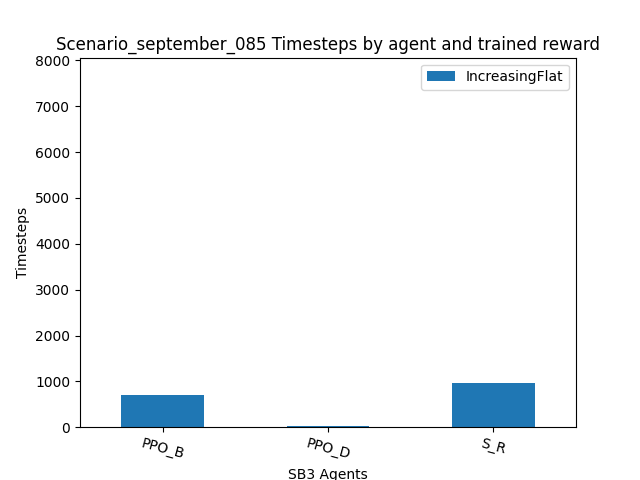 Scenario_september_085 Timesteps by agent and trained reward
IncreasingFlat
8000
7000
6000
5000
4000
3000
2000
1000
0
Timesteps
PPO_B
PPO_D
S_R
SB3 Agents